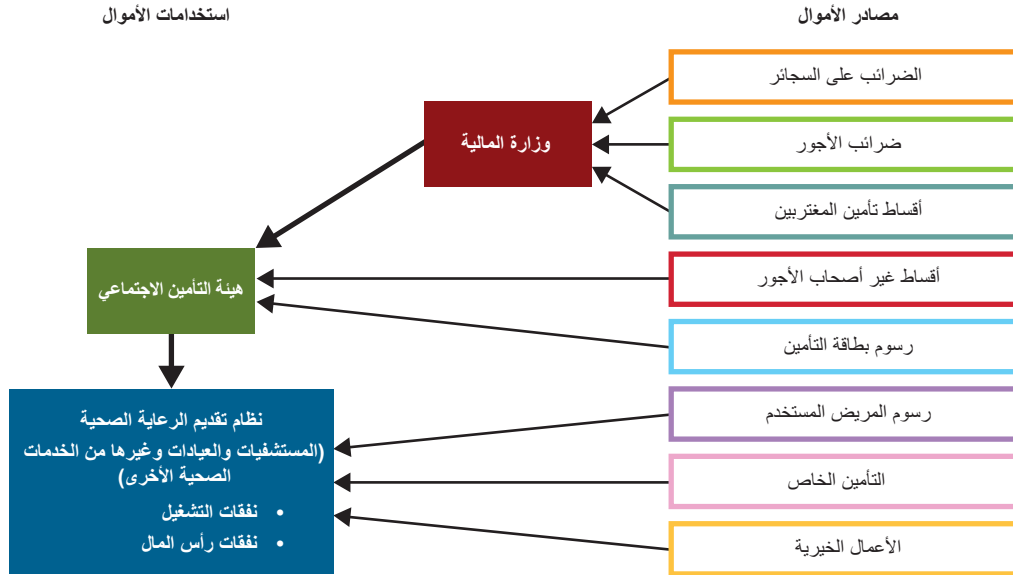 مصادر الأموال
استخدامات الأموال
الضرائب على السجائر
ضرائب الأجور
أقساط تأمين المغتربين
أقساط غير أصحاب الأجور
رسوم بطاقة التأمين
رسوم المريض المستخدم
التأمين الخاص
الأعمال الخيرية
وزارة المالية
هيئة التأمين الاجتماعي
نظام تقديم الرعاية الصحية
(المستشفيات والعيادات وغيرها من الخدمات
الصحية الأخرى)
• نفقات التشغيل
• نفقات رأس المال